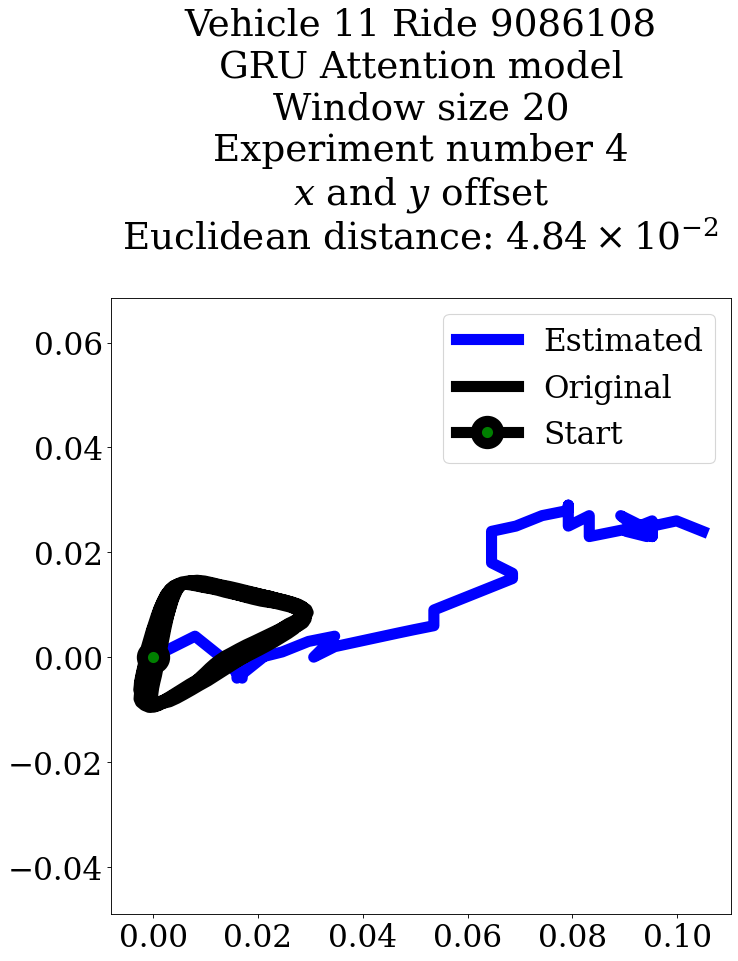 Vehicle 11 Ride 9086108
GRU Attention model
Window size 20
Experiment number 4
x and y offset
Euclidean distance: 4.84 × 10⁻²
Estimated
Original
Start
0.06
0.04
0.02
0.00
−0.02
−0.04
0.00 0.02 0.04 0.06 0.08 0.10